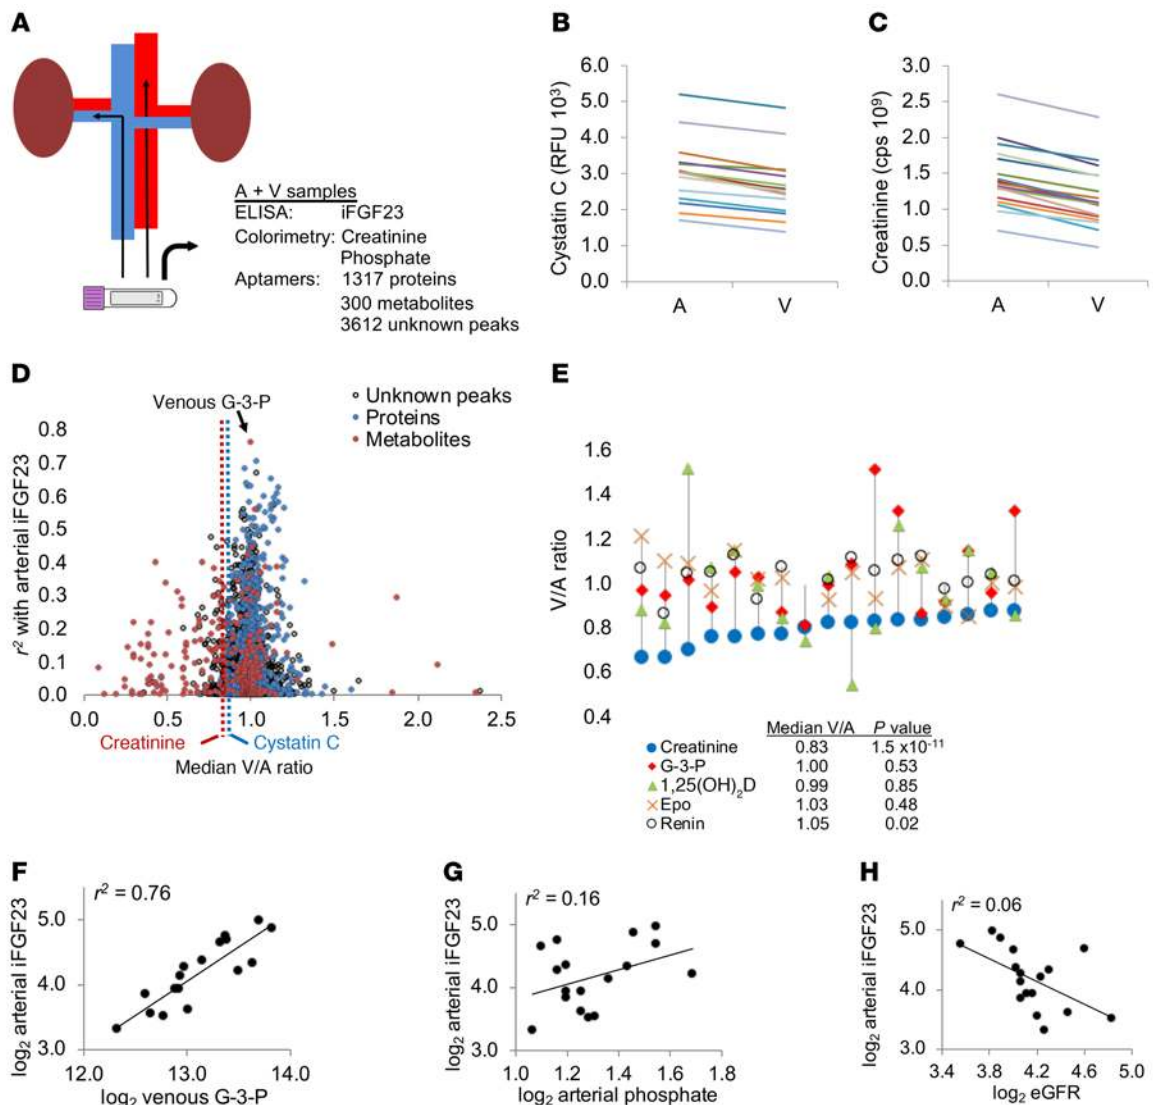 A
A + V samples
ELISA: iFGF23
Colorimetry: Creatinine
Phosphate
Aptamers: 1317 proteins
300 metabolites
3612 unknown peaks
B
Cystatin C (RFU 10³)
6.0
5.0
4.0
3.0
2.0
1.0
0.0
A V
C
Creatinine (cps 10⁹)
3.0
2.5
2.0
1.5
1.0
0.5
0.0
A V
D
Venous G-3-P
Unknown peaks
Proteins
Metabolites
r² with arterial iFGF23
0.8
0.7
0.6
0.5
0.4
0.3
0.2
0.1
0.0
0.0 0.5 1.0 1.5 2.0 2.5
Creatinine Cystatin C
Median V/A ratio
E
V/A ratio
1.6
1.4
1.2
1.0
0.8
0.6
0.4
Median V/A P value
Creatinine 0.83 1.5 x10⁻¹¹
G-3-P 1.00 0.53
1,25(OH)₂D 0.99 0.85
Epo 1.03 0.48
Renin 1.05 0.02
F
r² = 0.76
log₂ arterial iFGF23
5.0
4.0
3.0
12.0 13.0 14.0
log₂ venous G-3-P
G
r² = 0.16
log₂ arterial iFGF23
5.0
4.0
3.0
1.0 1.2 1.4 1.6 1.8
log₂ arterial phosphate
H
r² = 0.06
log₂ arterial iFGF23
5.0
4.0
3.0
3.4 4.2 5.0
log₂ eGFR